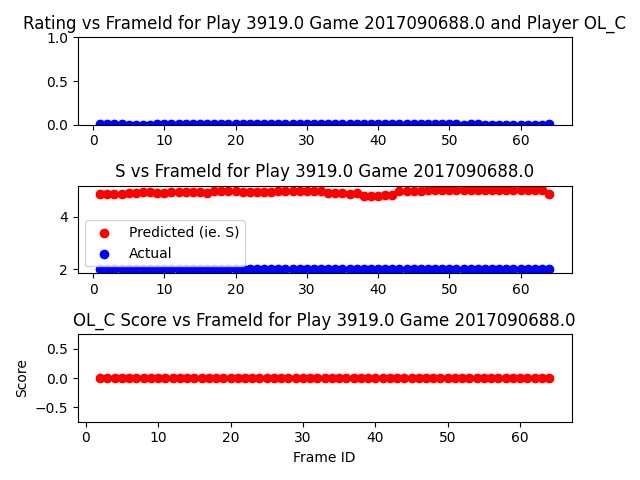 Rating vs FrameId for Play 3919.0 Game 2017090688.0 and Player OL_C
1.0
0.5
0.0
0 10 20 30 40 50 60
S vs FrameId for Play 3919.0 Game 2017090688.0
4
2
Predicted (ie. S)
Actual
0 10 20 30 40 50 60
OL_C Score vs FrameId for Play 3919.0 Game 2017090688.0
Score
0.5
0.0
−0.5
0 10 20 30 40 50 60
Frame ID